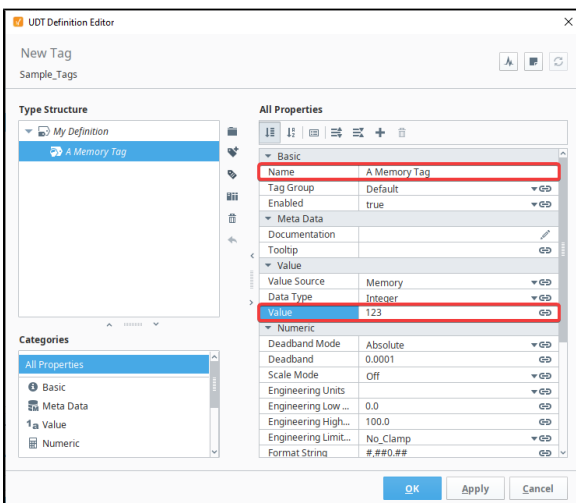 UDT Definition Editor
New Tag
Sample_Tags
Type Structure
My Definition
A Memory Tag
Categories
All Properties
Basic
Meta Data
1a Value
Numeric
All Properties
Basic
Name A Memory Tag
Tag Group Default
Enabled true
Meta Data
Documentation
Tooltip
Value
Value Source Memory
Data Type Integer
Value 123
Numeric
Deadband Mode Absolute
Deadband 0.0001
Scale Mode Off
Engineering Units
Engineering Low ... 0.0
Engineering High... 100.0
Engineering Limit... No_Clamp
Format String #,##0.##
OK Apply Cancel